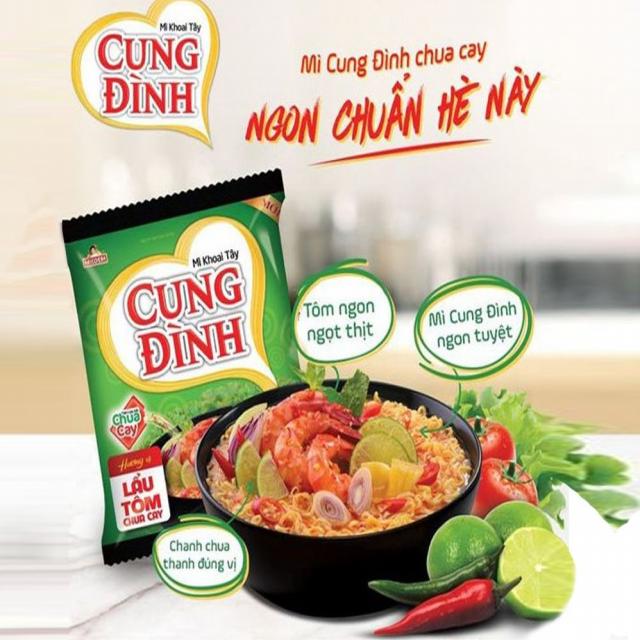 Mì Khoai Tây
CUNG
ĐÌNH
Mì Cung Đình chua cay
NGON CHUẨN HÈ NÀY
MỚI
MICOEM
Mì Khoai Tây
CUNG
ĐÌNH
Chua
Cay
Hương vị
LẨU
TÔM
CHUA CAY
Tôm ngon
ngọt thịt
Mì Cung Đình
ngon tuyệt
Chanh chua
thanh đúng vị